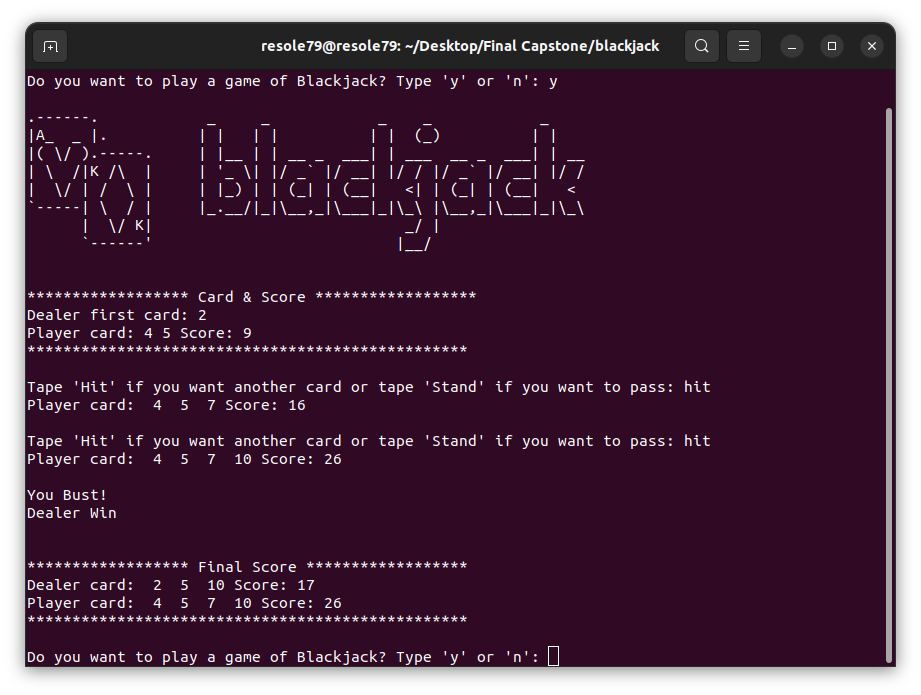 resole79@resole79: ~/Desktop/Final Capstone/blackjack
Do you want to play a game of Blackjack? Type 'y' or 'n': y
.------.            _     _            _    _             _
|A_  _ |.          | |   | |          | |  (_)           | |
|( \/ ).-----.     | |__ | | __ _  ___| | ___  __ _  ___| | __
| \  /|K /\  |     | '_ \| |/ _` |/ __| |/ / |/ _` |/ __| |/ /
|  \/ | /  \ |     | |_) | | (_| | (__|   <| | (_| | (__|   <
`-----| \  / |     |_.__/|_|\__,_|\___|_|\_\ |\__,_|\___|_|\_\
      |  \/ K|                            _/ |
      `------'                           |__/
****************** Card & Score ******************
Dealer first card: 2
Player card: 4 5 Score: 9
*************************************************
Tape 'Hit' if you want another card or tape 'Stand' if you want to pass: hit
Player card:  4  5  7 Score: 16
Tape 'Hit' if you want another card or tape 'Stand' if you want to pass: hit
Player card:  4  5  7  10 Score: 26
You Bust!
Dealer Win
****************** Final Score ******************
Dealer card:  2  5  10 Score: 17
Player card:  4  5  7  10 Score: 26
*************************************************
Do you want to play a game of Blackjack? Type 'y' or 'n':